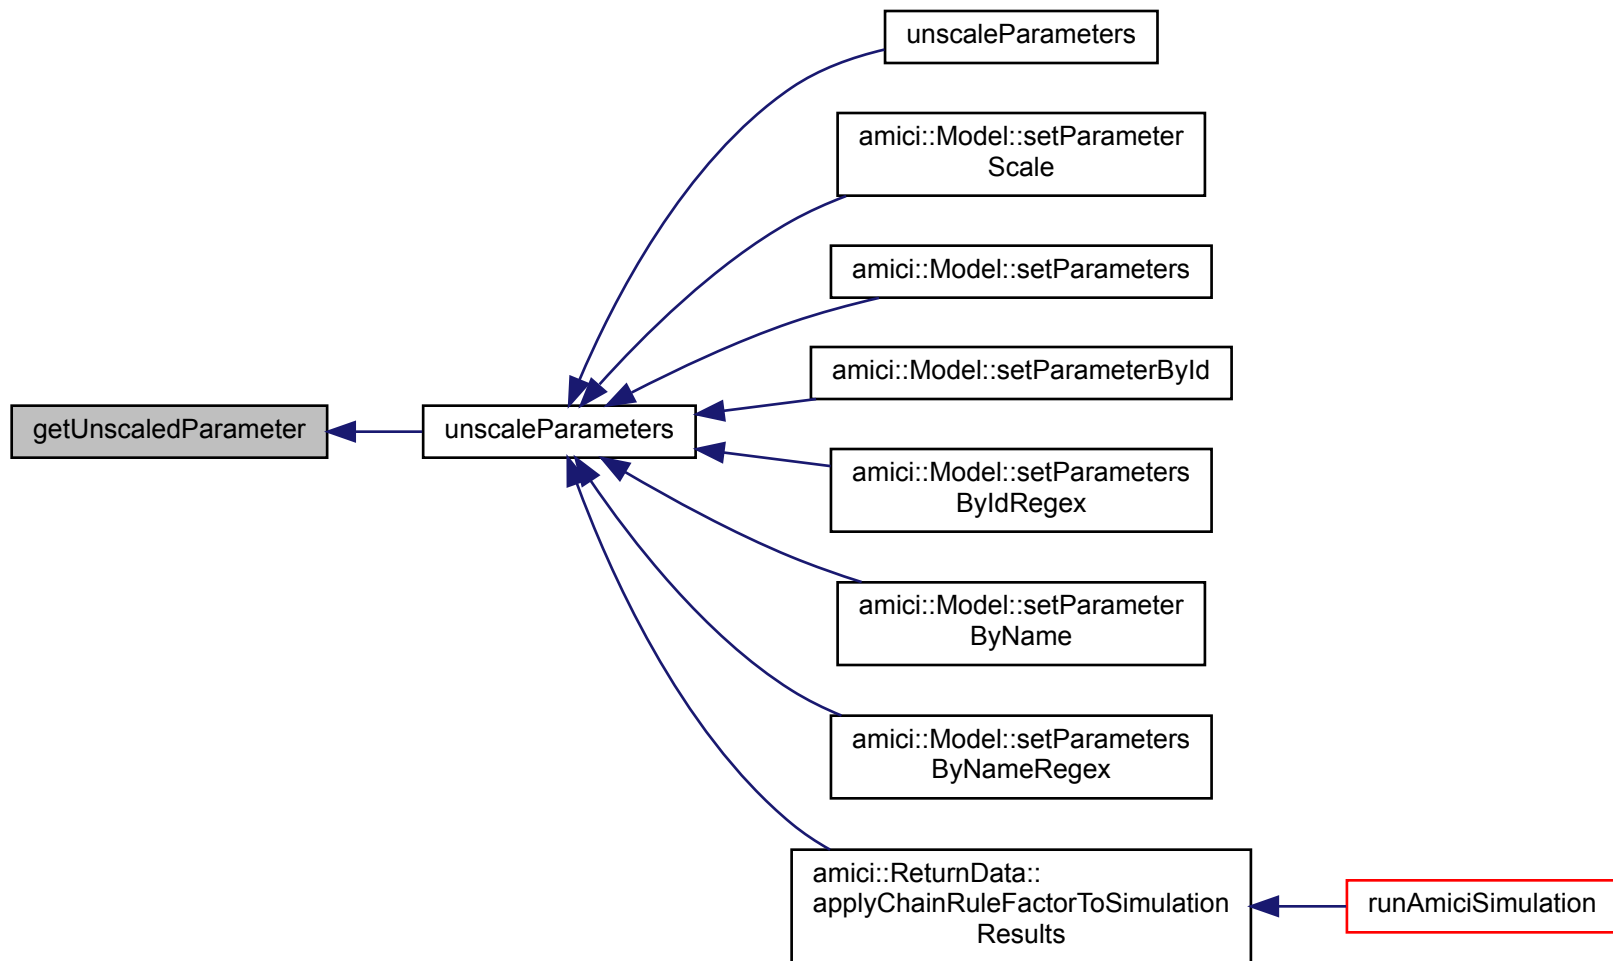 unscaleParameters
amici::Model::setParameter
Scale
amici::Model::setParameters
amici::Model::setParameterById
getUnscaledParameter
unscaleParameters
amici::Model::setParameters
ByIdRegex
amici::Model::setParameter
ByName
amici::Model::setParameters
ByNameRegex
amici::ReturnData::
applyChainRuleFactorToSimulation
Results
runAmiciSimulation